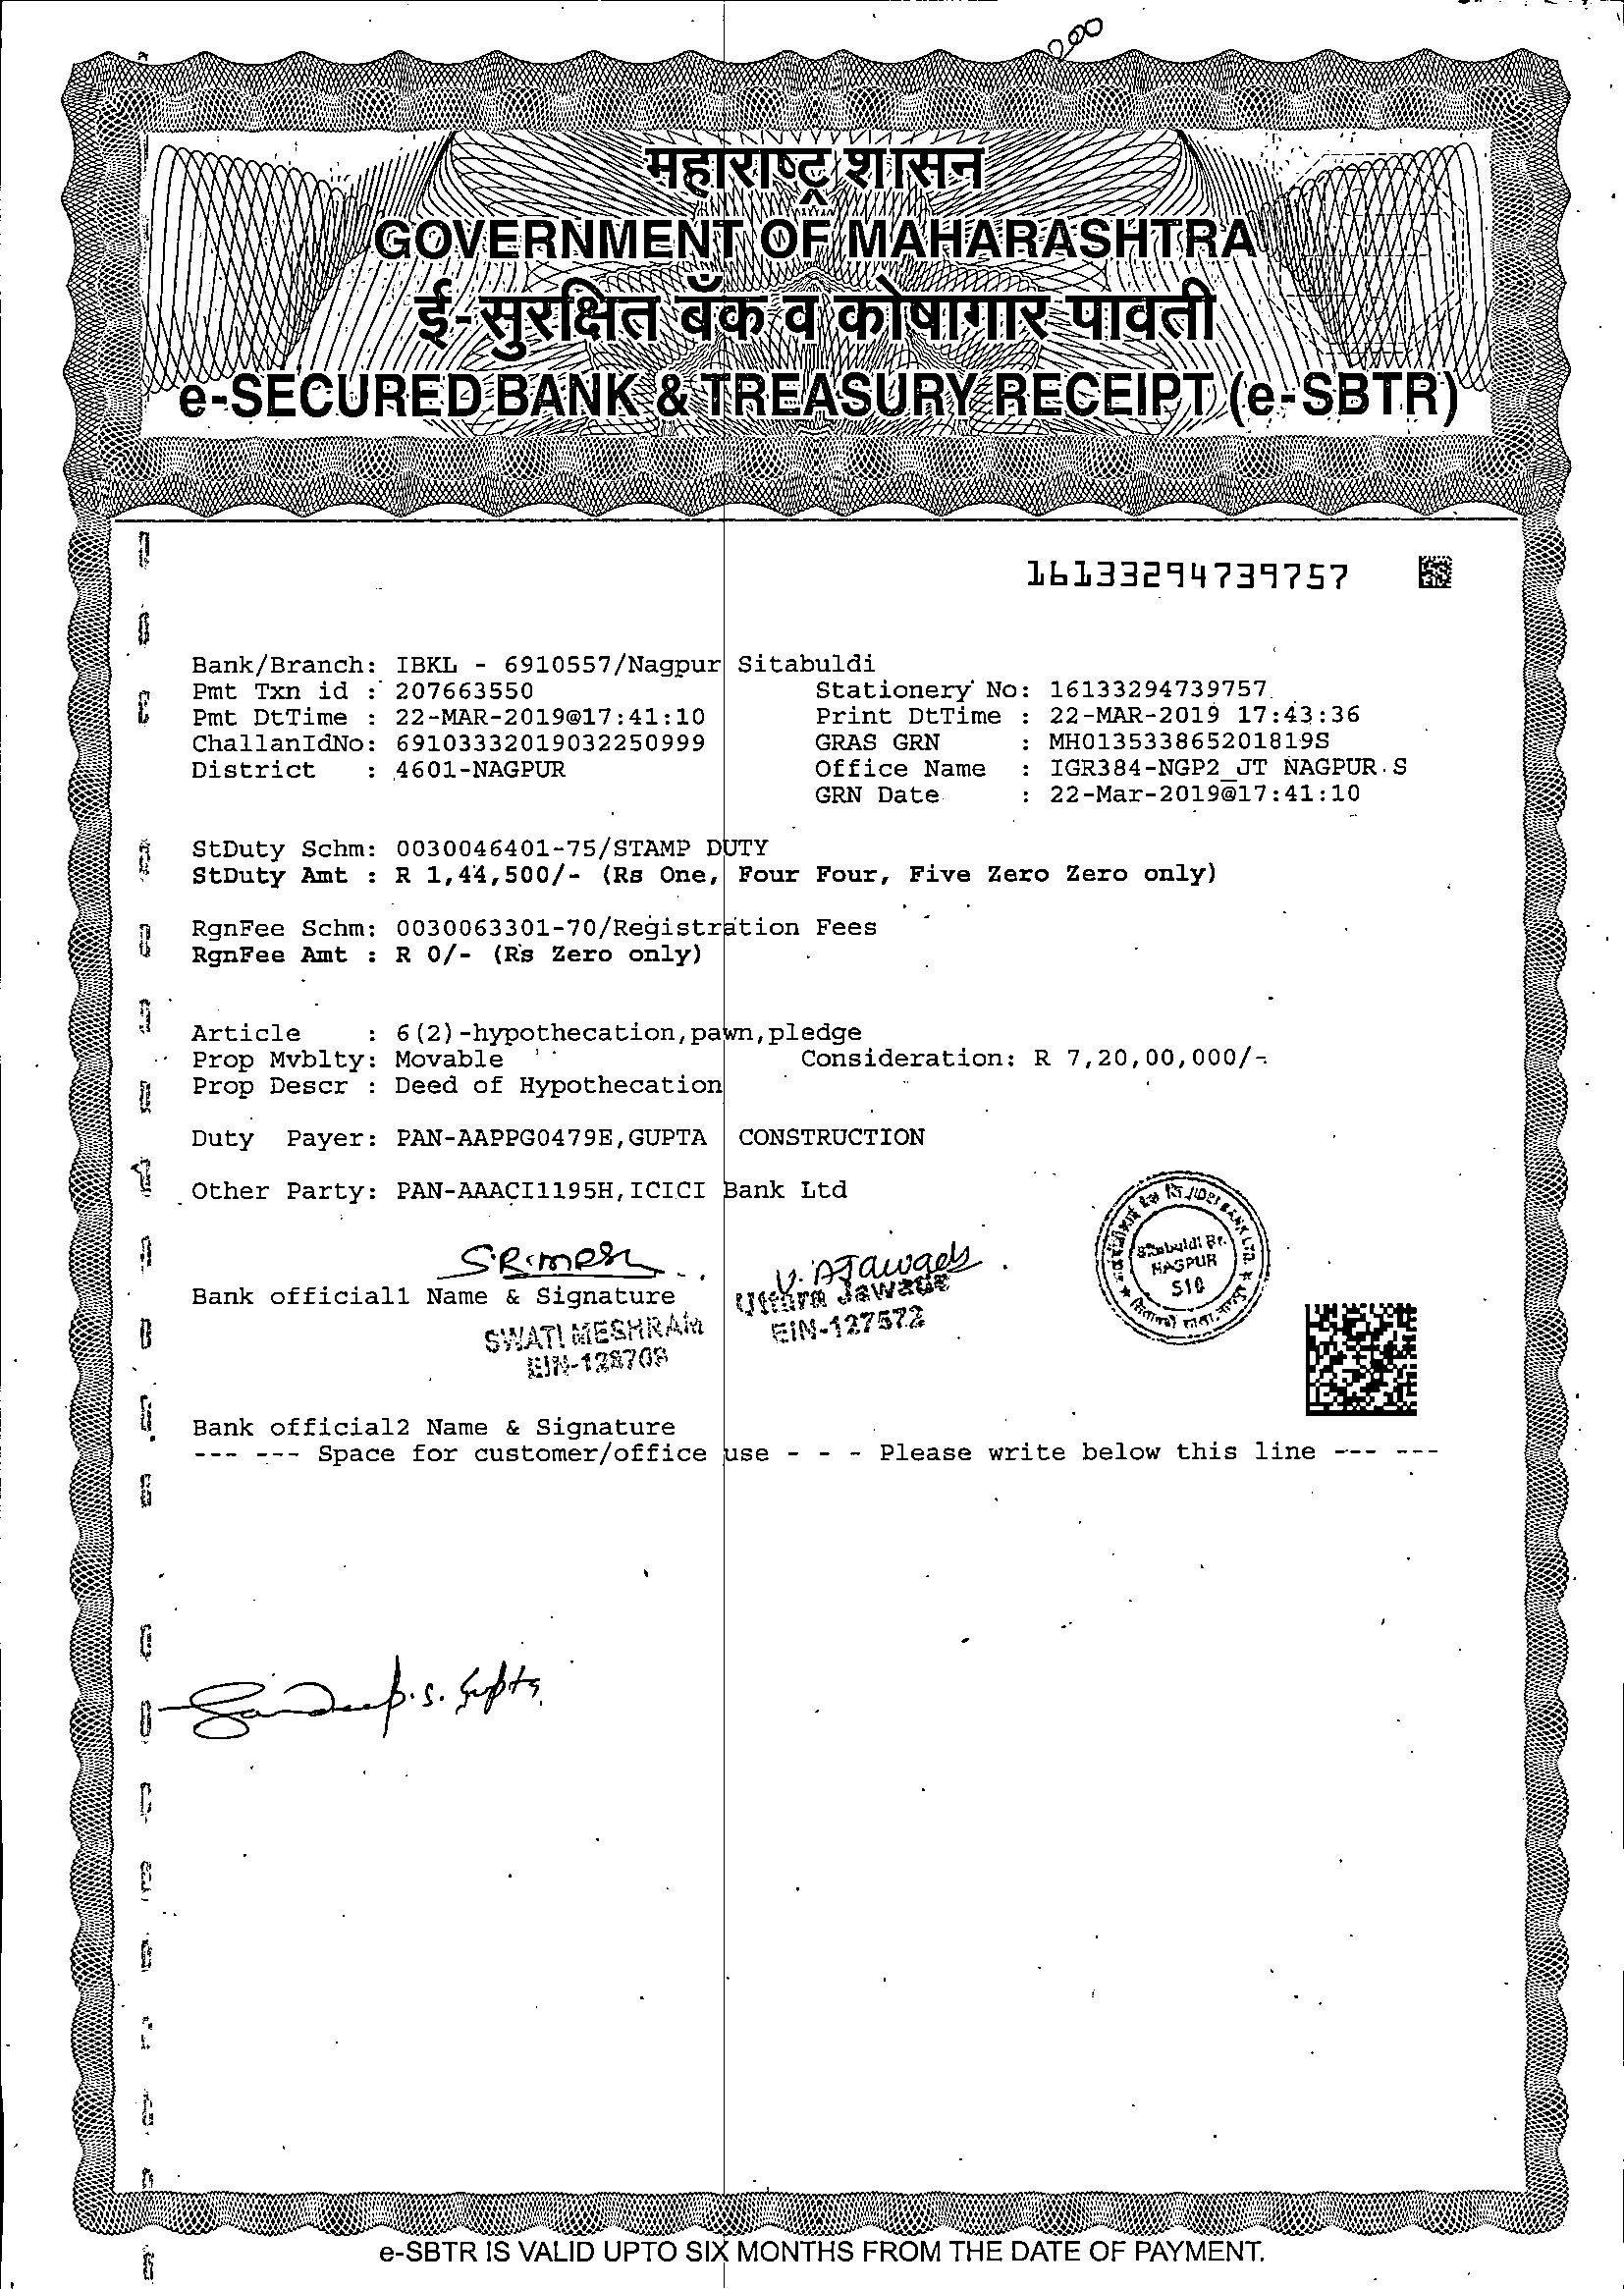 000
महाराष्ट्र शासन
GOVERNMENT OF MAHARASHTRA
ई-सुरक्षित बँक व कोषागार पावती
e-SECURED BANK & TREASURY RECEIPT (e-SBTR)
16133294739757
Bank/Branch: IBKL - 6910557/Nagpur Sitabuldi
Pmt Txn id : 207663550 Stationery No: 16133294739757
Pmt DtTime : 22-MAR-2019@17:41:10 Print DtTime : 22-MAR-2019 17:43:36
ChallanIdNo: 69103332019032250999 GRAS GRN : MH013533865201819S
District : 4601-NAGPUR Office Name : IGR384-NGP2_JT NAGPUR S
GRN Date : 22-Mar-2019@17:41:10
StDuty Schm: 0030046401-75/STAMP DUTY
StDuty Amt : R 1,44,500/- (Rs One, Four Four, Five Zero Zero only)
RgnFee Schm: 0030063301-70/Registration Fees
RgnFee Amt : R 0/- (Rs Zero only)
Article : 6(2)-hypothecation,pawn,pledge
Prop Mvblty: Movable Consideration: R 7,20,00,000/-
Prop Descr : Deed of Hypothecation
Duty Payer: PAN-AAPPG0479E,GUPTA CONSTRUCTION
Other Party: PAN-AAACI1195H,ICICI Bank Ltd
Bank official1 Name & Signature
Uttara Jawade
EIN-127572
SWATI MESHRAM
EIN-128708
IDBI BANK LTD.
Sitabuldi Br.
NAGPUR
510
Bank official2 Name & Signature
--- --- Space for customer/office use - - - Please write below this line --- ---
Sandeep.s.Gupta
e-SBTR IS VALID UPTO SIX MONTHS FROM THE DATE OF PAYMENT.